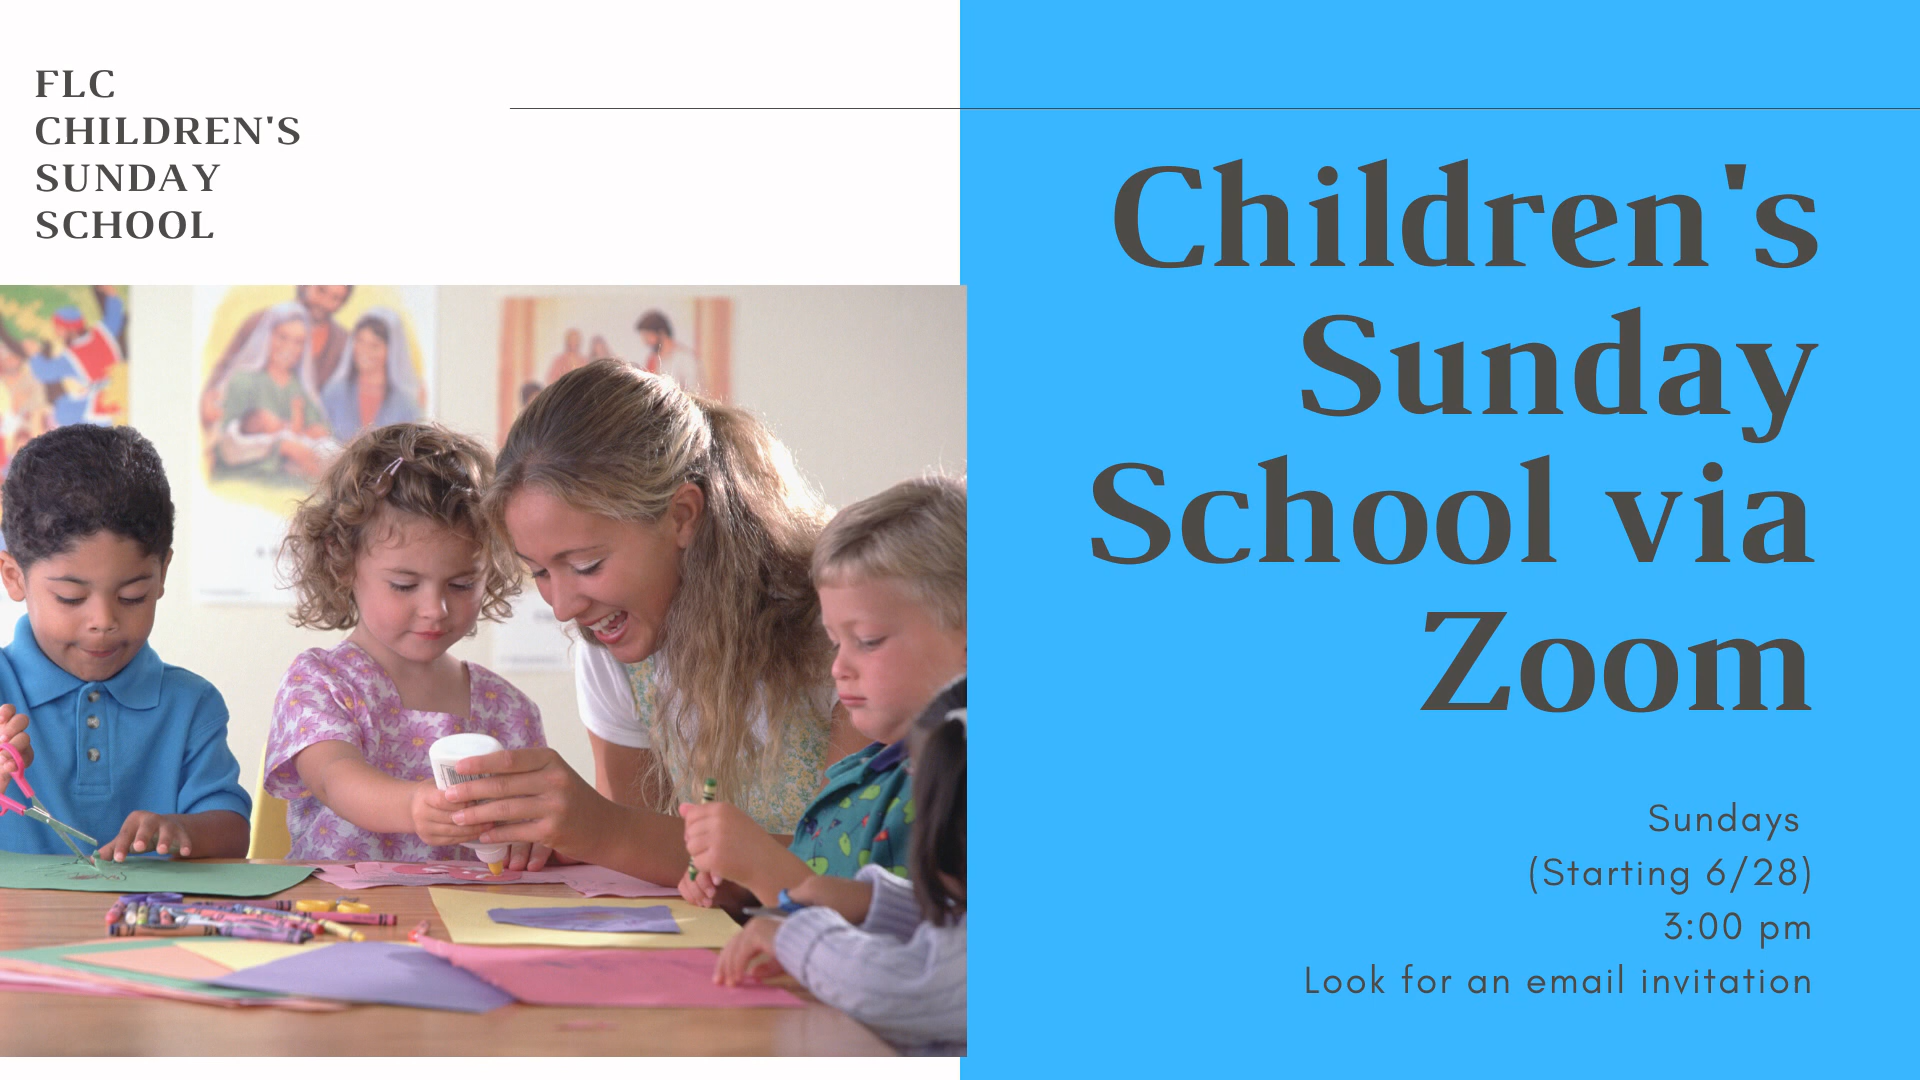 FLC
CHILDREN'S
SUNDAY
SCHOOL
Children's
Sunday
School via
Zoom
Sundays
(Starting 6/28)
3:00 pm
Look for an email invitation